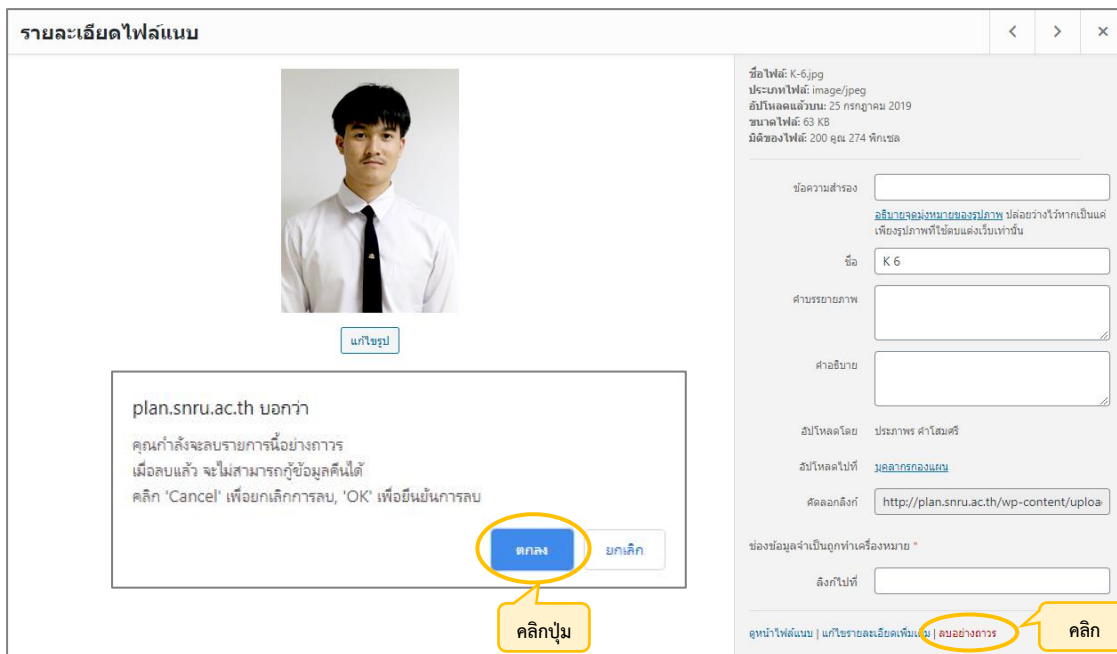 รายละเอียดไฟล์แนบ
ชื่อไฟล์: K-6.jpg
ประเภทไฟล์: image/jpeg
อัปโหลดแล้วบน: 25 กรกฎาคม 2019
ขนาดไฟล์: 63 KB
มิติของไฟล์: 200 คูณ 274 พิกเซล
ข้อความสำรอง
อธิบายจุดมุ่งหมายของรูปภาพ ปล่อยว่างไว้หากเป็นแค่
เพียงรูปภาพที่ใช้ตบแต่งเว็บเท่านั้น
ชื่อ K 6
แก้ไขรูป
คำบรรยายภาพ
คำอธิบาย
plan.snru.ac.th บอกว่า
คุณกำลังจะลบรายการนี้อย่างถาวร
เมื่อลบแล้ว จะไม่สามารถกู้ข้อมูลคืนได้
คลิก 'Cancel' เพื่อยกเลิกการลบ, 'OK' เพื่อยืนยันการลบ
ตกลง ยกเลิก
คลิกปุ่ม
อัปโหลดโดย ประภาพร คำโสมศรี
อัปโหลดไปที่ บุคลากรกองแผน
คัดลอกลิงก์ http://plan.snru.ac.th/wp-content/uploa
ช่องข้อมูลจำเป็นถูกทำเครื่องหมาย *
ลิงก์ไปที่
ดูหน้าไฟล์แนบ | แก้ไขรายละเอียดเพิ่มเติม | ลบอย่างถาวร
คลิก